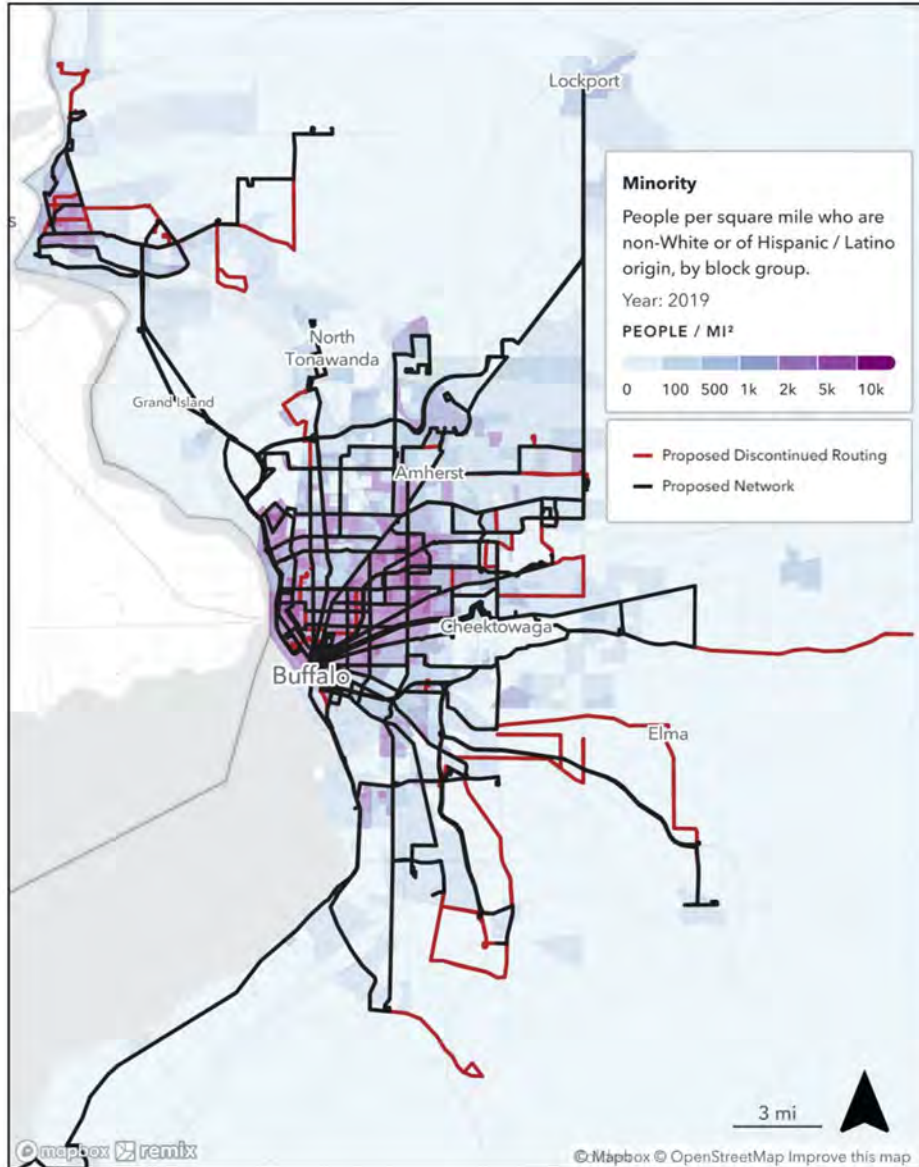 Lockport
s
North
Tonawanda
Grand Island
Amherst
Cheektowaga
Buffalo
Elma
Minority
People per square mile who are
non-White or of Hispanic / Latino
origin, by block group.
Year: 2019
PEOPLE / MI²
0 100 500 1k 2k 5k 10k
Proposed Discontinued Routing
Proposed Network
3 mi
mapbox remix
© Mapbox © OpenStreetMap Improve this map